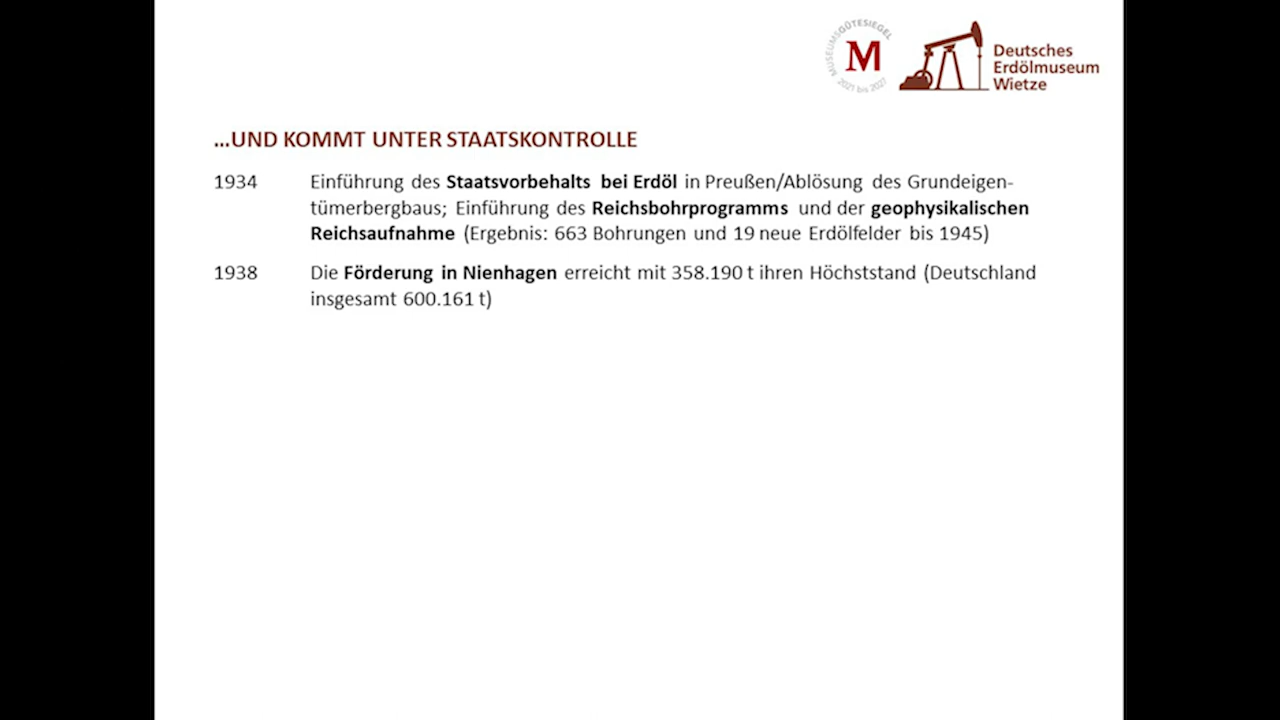 MUSEUMSGÜTESIEGEL
M
2021 bis 2027
Deutsches
Erdölmuseum
Wietze
...UND KOMMT UNTER STAATSKONTROLLE
1934 Einführung des Staatsvorbehalts bei Erdöl in Preußen/Ablösung des Grundeigen-
tümerbergbaus; Einführung des Reichsbohrprogramms und der geophysikalischen
Reichsaufnahme (Ergebnis: 663 Bohrungen und 19 neue Erdölfelder bis 1945)
1938 Die Förderung in Nienhagen erreicht mit 358.190 t ihren Höchststand (Deutschland
insgesamt 600.161 t)